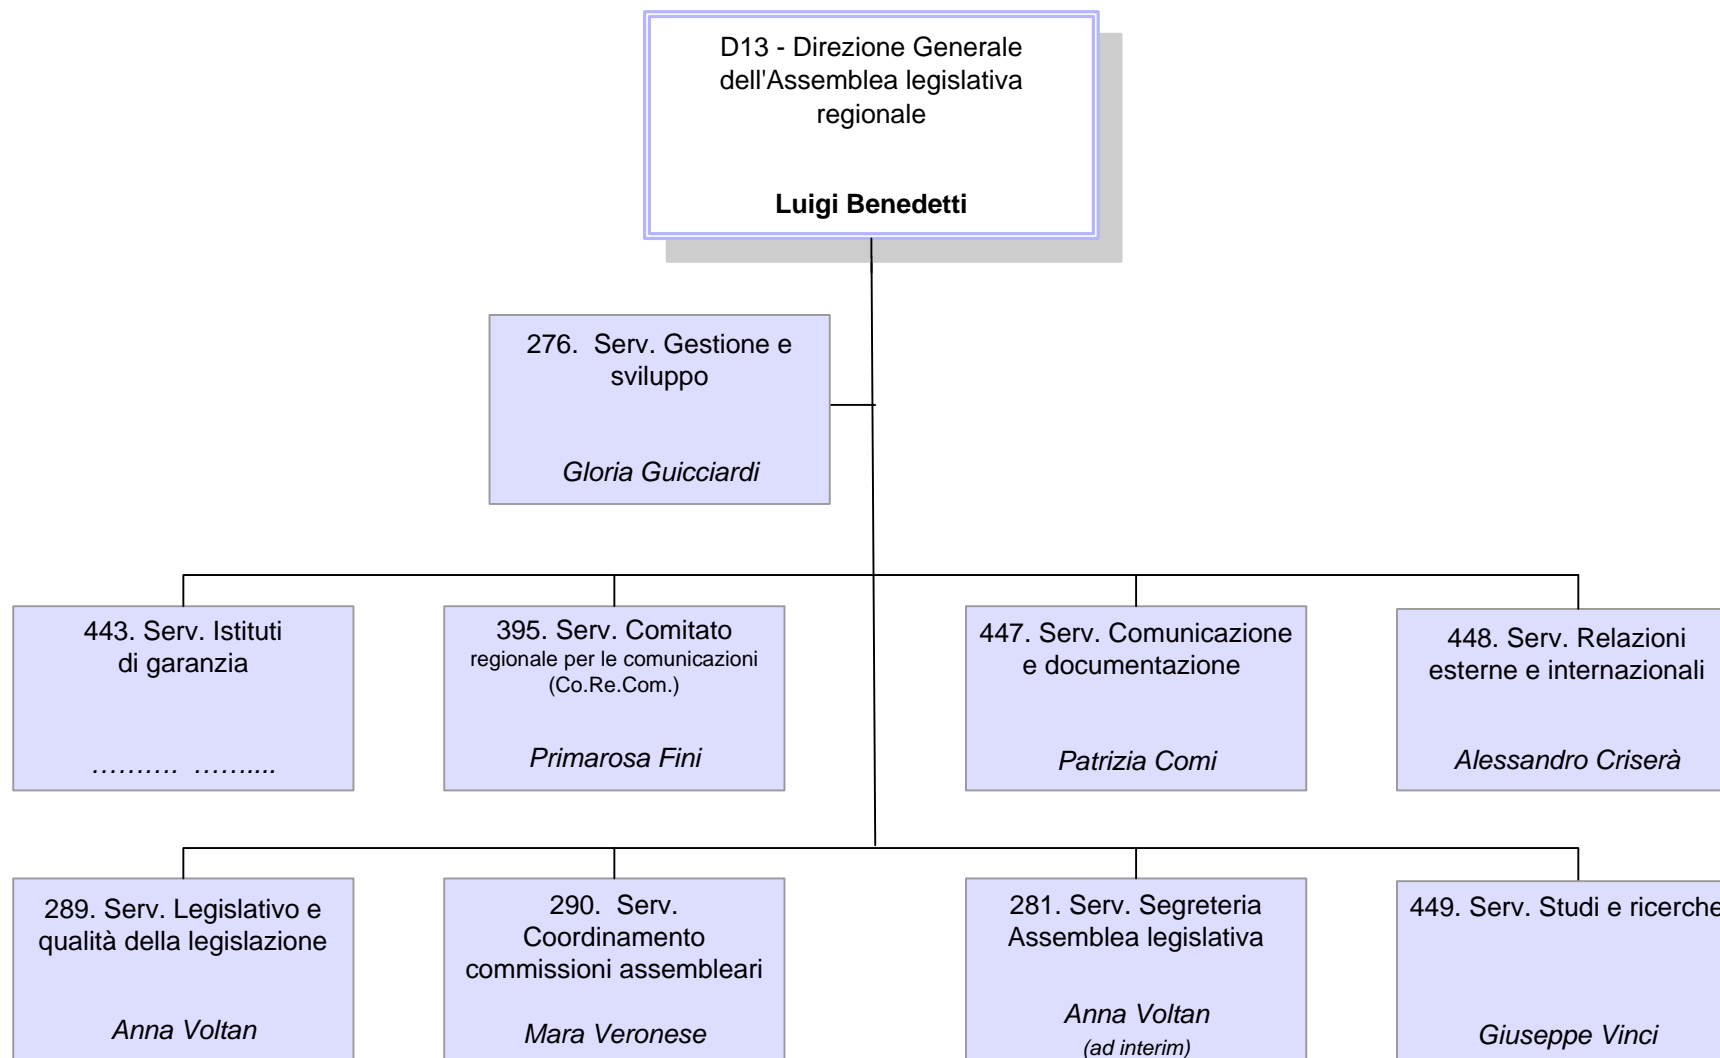 D13 - Direzione Generale
dell'Assemblea legislativa
regionale
Luigi Benedetti
276.  Serv. Gestione e
sviluppo
Gloria Guicciardi
443. Serv. Istituti
di garanzia
.......... .........
395. Serv. Comitato
regionale per le comunicazioni
(Co.Re.Com.)
Primarosa Fini
447. Serv. Comunicazione
e documentazione
Patrizia Comi
448. Serv. Relazioni
esterne e internazionali
Alessandro Criserà
289. Serv. Legislativo e
qualità della legislazione
Anna Voltan
290.  Serv.
Coordinamento
commissioni assembleari
Mara Veronese
281. Serv. Segreteria
Assemblea legislativa
Anna Voltan
(ad interim)
449. Serv. Studi e ricerche
Giuseppe Vinci